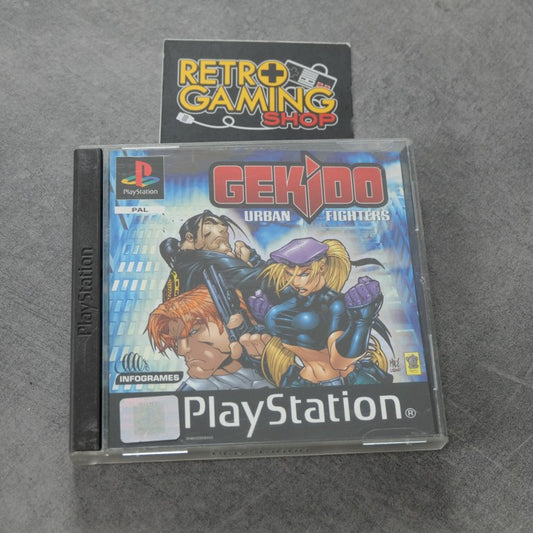 RETRO
GAMING
SHOP
PlayStation
PAL
GEKIDO
URBAN FIGHTERS
PlayStation
INFOGRAMES
PlayStation®